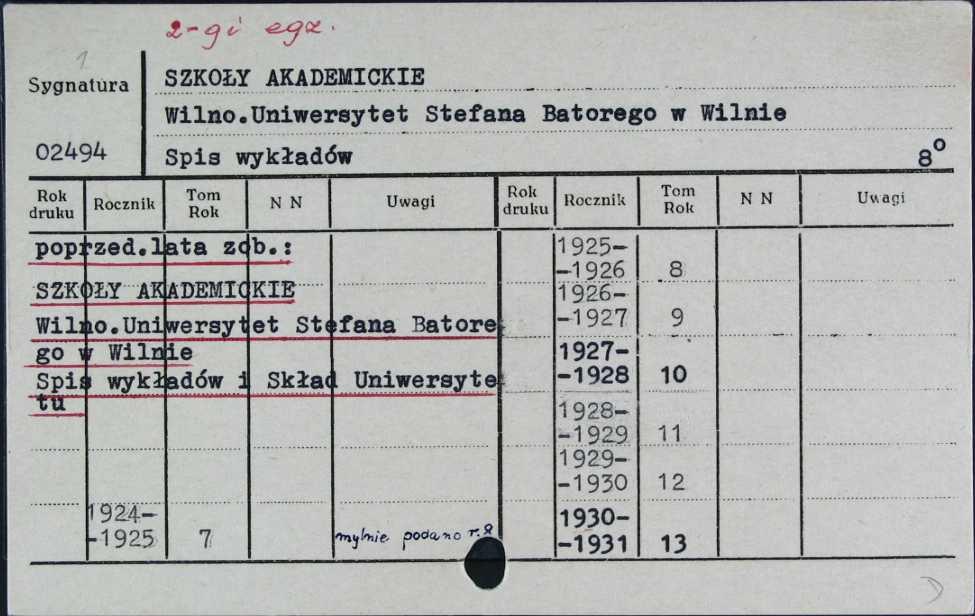 2-gi egz.
1
Sygnatura
SZKOŁY AKADEMICKIE
Wilno.Uniwersytet Stefana Batorego w Wilnie
02494
Spis wykładów 8º
Rok druku Rocznik Tom Rok N N Uwagi Rok druku Rocznik Tom Rok N N Uwagi
poprzed.lata zob.:
SZKOŁY AKADEMICKIE
Wilno.Uniwersytet Stefana Batore
go w Wilnie
Spis wykładów i Skład Uniwersyte
tu
1924-
-1925 7 mylnie podano r. 8
1925-
-1926 8
1926-
-1927 9
1927-
-1928 10
1928-
-1929 11
1929-
-1930 12
1930-
-1931 13